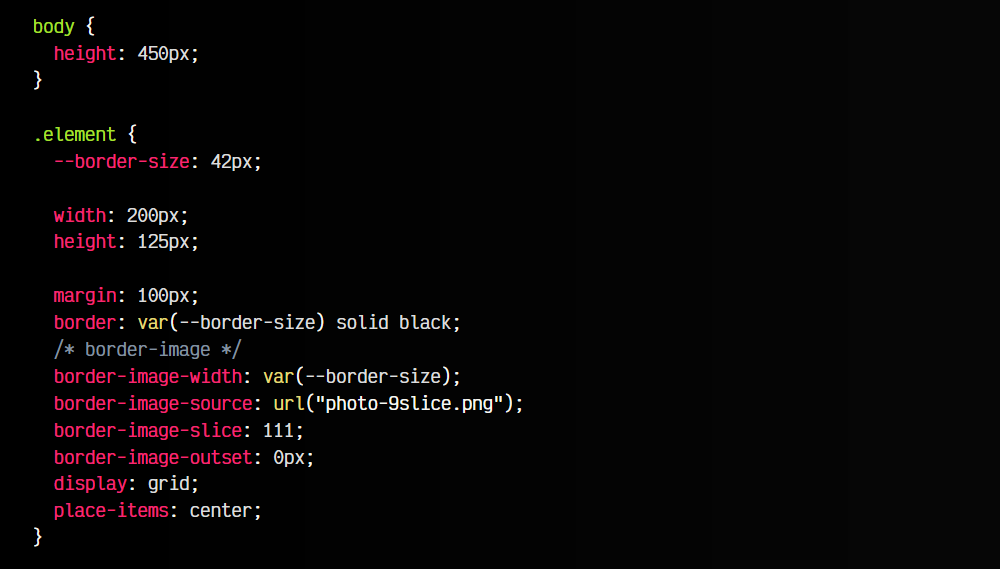 body {
  height: 450px;
}

.element {
  --border-size: 42px;

  width: 200px;
  height: 125px;

  margin: 100px;
  border: var(--border-size) solid black;
  /* border-image */
  border-image-width: var(--border-size);
  border-image-source: url("photo-9slice.png");
  border-image-slice: 111;
  border-image-outset: 0px;
  display: grid;
  place-items: center;
}